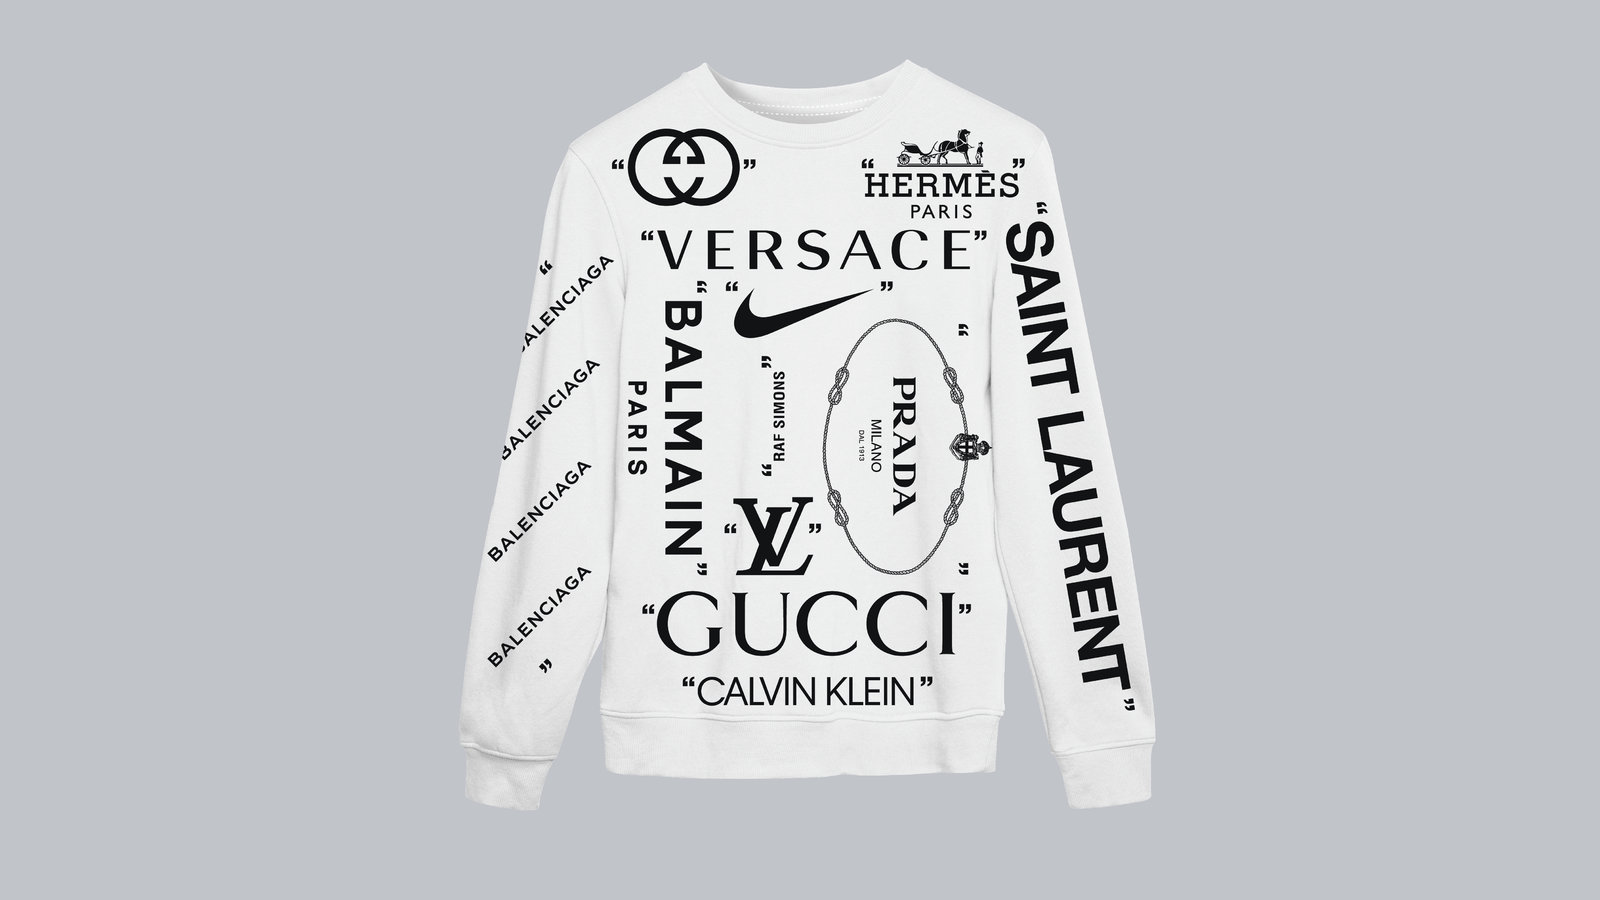 “ ”
“HERMÈS”
PARIS
“VERSACE”
“BALENCIAGA
BALENCIAGA
BALENCIAGA
BALENCIAGA”
“BALMAIN”
PARIS
“ ”
“RAF SIMONS”
“PRADA”
MILANO
DAL 1913
“LV”
“GUCCI”
“CALVIN KLEIN”
“SAINT LAURENT”